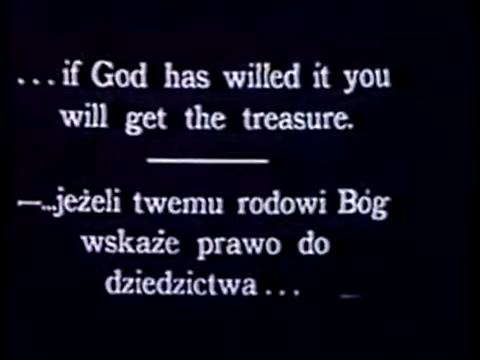 ...if God has willed it you
will get the treasure.
—...jeżeli twemu rodowi Bóg
wskaże prawo do
dziedzictwa...